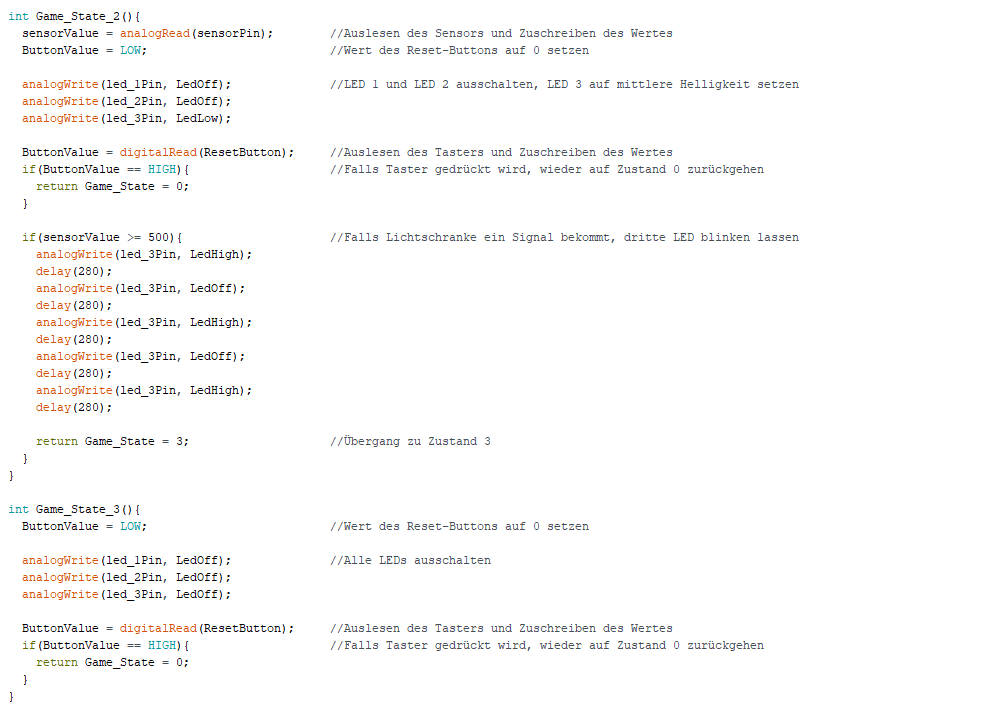 int Game_State_2(){
sensorValue = analogRead(sensorPin); //Auslesen des Sensors und Zuschreiben des Wertes
ButtonValue = LOW; //Wert des Reset-Buttons auf 0 setzen
analogWrite(led_1Pin, LedOff); //LED 1 und LED 2 ausschalten, LED 3 auf mittlere Helligkeit setzen
analogWrite(led_2Pin, LedOff);
analogWrite(led_3Pin, LedLow);
ButtonValue = digitalRead(ResetButton); //Auslesen des Tasters und Zuschreiben des Wertes
if(ButtonValue == HIGH){ //Falls Taster gedrückt wird, wieder auf Zustand 0 zurückgehen
return Game_State = 0;
}
if(sensorValue >= 500){ //Falls Lichtschranke ein Signal bekommt, dritte LED blinken lassen
analogWrite(led_3Pin, LedHigh);
delay(280);
analogWrite(led_3Pin, LedOff);
delay(280);
analogWrite(led_3Pin, LedHigh);
delay(280);
analogWrite(led_3Pin, LedOff);
delay(280);
analogWrite(led_3Pin, LedHigh);
delay(280);
return Game_State = 3; //Übergang zu Zustand 3
}
}
int Game_State_3(){
ButtonValue = LOW; //Wert des Reset-Buttons auf 0 setzen
analogWrite(led_1Pin, LedOff); //Alle LEDs ausschalten
analogWrite(led_2Pin, LedOff);
analogWrite(led_3Pin, LedOff);
ButtonValue = digitalRead(ResetButton); //Auslesen des Tasters und Zuschreiben des Wertes
if(ButtonValue == HIGH){ //Falls Taster gedrückt wird, wieder auf Zustand 0 zurückgehen
return Game_State = 0;
}
}